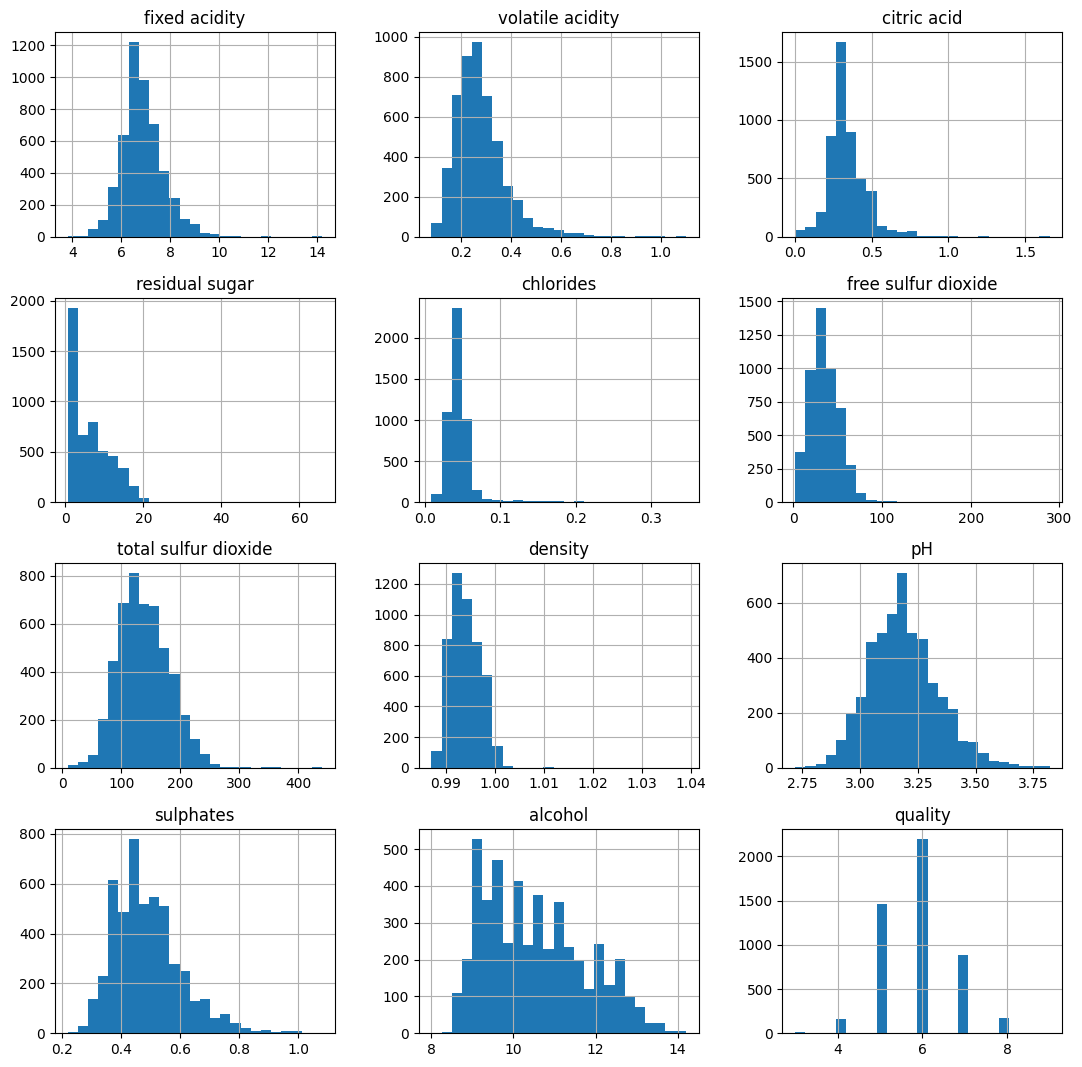 fixed acidity
1200
1000
800
600
400
200
0
4 6 8 10 12 14
volatile acidity
1000
800
600
400
200
0
0.2 0.4 0.6 0.8 1.0
citric acid
1500
1000
500
0
0.0 0.5 1.0 1.5
residual sugar
2000
1500
1000
500
0
0 20 40 60
chlorides
2000
1500
1000
500
0
0.0 0.1 0.2 0.3
free sulfur dioxide
1500
1250
1000
750
500
250
0
0 100 200 300
total sulfur dioxide
800
600
400
200
0
0 100 200 300 400
density
1200
1000
800
600
400
200
0
0.99 1.00 1.01 1.02 1.03 1.04
pH
600
400
200
0
2.75 3.00 3.25 3.50 3.75
sulphates
800
600
400
200
0
0.2 0.4 0.6 0.8 1.0
alcohol
500
400
300
200
100
0
8 10 12 14
quality
2000
1500
1000
500
0
4 6 8